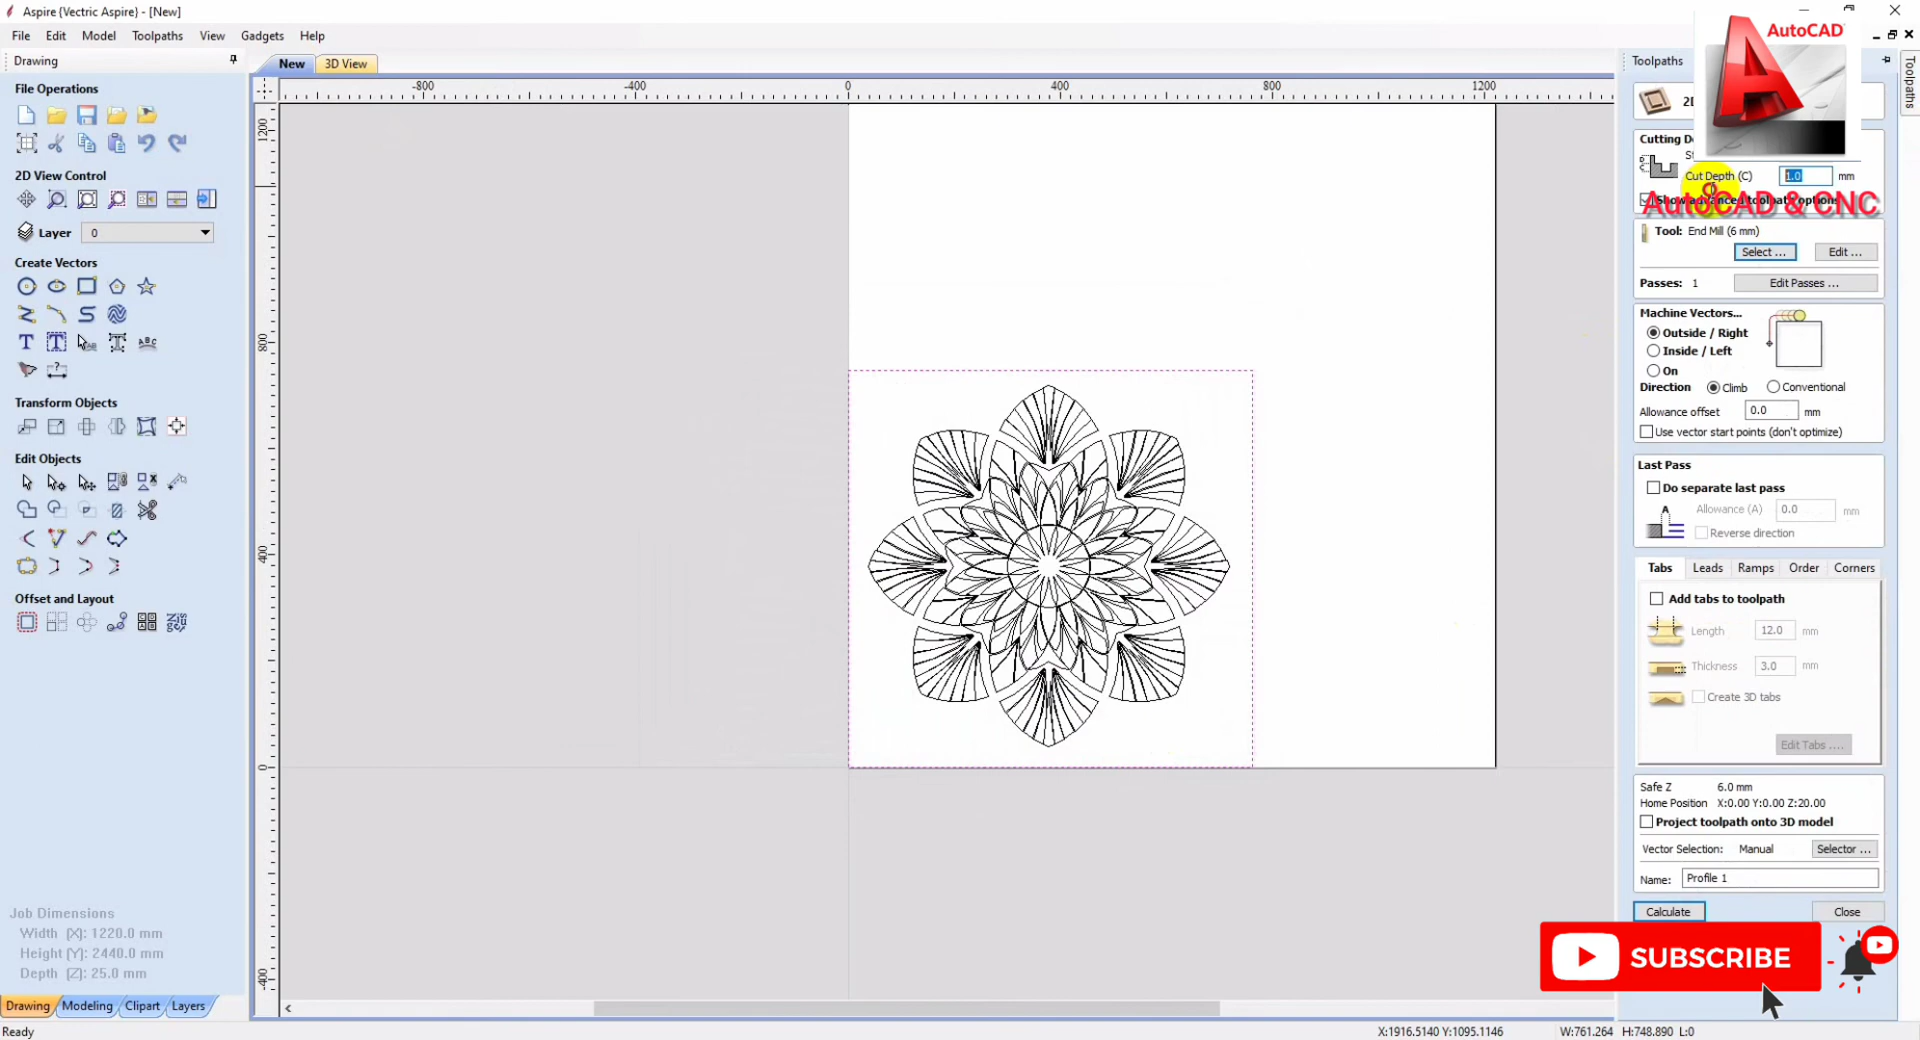 Aspire (Vectric Aspire) - [New]
File Edit Model Toolpaths View Gadgets Help
Drawing
File Operations
2D View Control
Layer 0
Create Vectors
Transform Objects
Edit Objects
Offset and Layout
Job Dimensions
Width (X): 1220.0 mm
Height (Y): 2440.0 mm
Depth (Z): 25.0 mm
Drawing Modeling Clipart Layers
Ready
New 3D View
-800 -400 0 400 800 1200
1200
800
400
0
-400
Toolpaths
Toolpaths
AutoCAD
Cut Depth (C) 1.0 mm
AutoCAD & CNC
Tool: End Mill (6 mm)
Select ... Edit ...
Passes: 1 Edit Passes ...
Machine Vectors...
Outside / Right
Inside / Left
On
Direction Climb Conventional
Allowance offset 0.0 mm
Use vector start points (don't optimize)
Last Pass
Do separate last pass
Allowance (A) 0.0 mm
Reverse direction
Tabs Leads Ramps Order Corners
Add tabs to toolpath
Length 12.0 mm
Thickness 3.0 mm
Create 3D tabs
Edit Tabs ....
Safe Z 6.0 mm
Home Position X:0.00 Y:0.00 Z:20.00
Project toolpath onto 3D model
Vector Selection: Manual Selector ...
Name: Profile 1
Calculate Close
SUBSCRIBE
X:1916.5140 Y:1095.1146 W:761.264 H:748.890 L:0